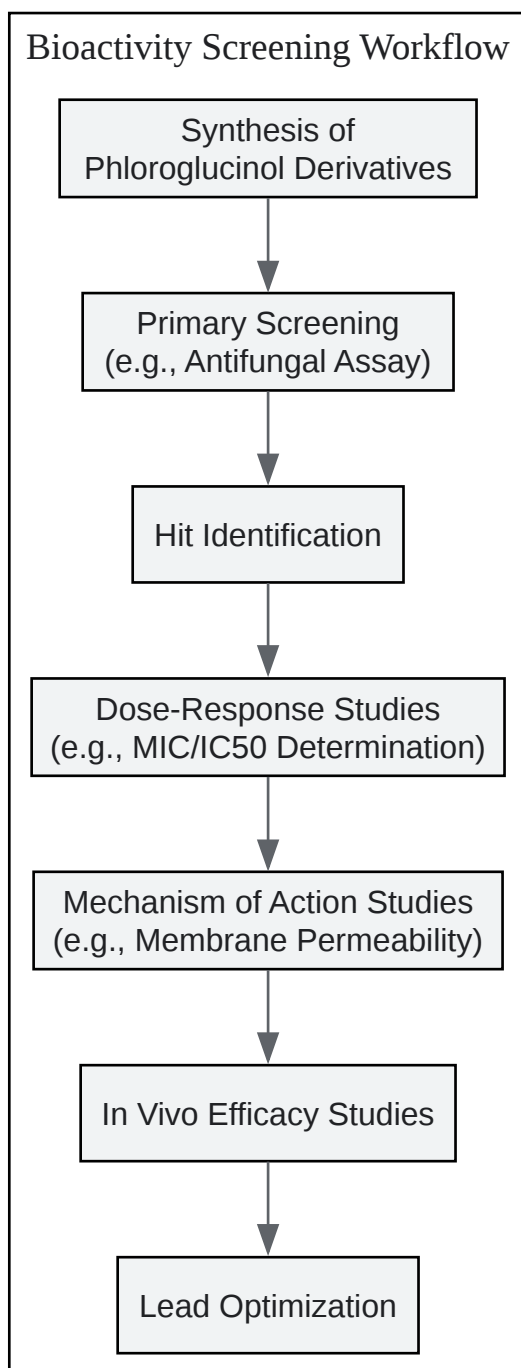 Bioactivity Screening Workflow
Synthesis of
Phloroglucinol Derivatives
Primary Screening
(e.g., Antifungal Assay)
Hit Identification
Dose-Response Studies
(e.g., MIC/IC50 Determination)
Mechanism of Action Studies
(e.g., Membrane Permeability)
In Vivo Efficacy Studies
Lead Optimization